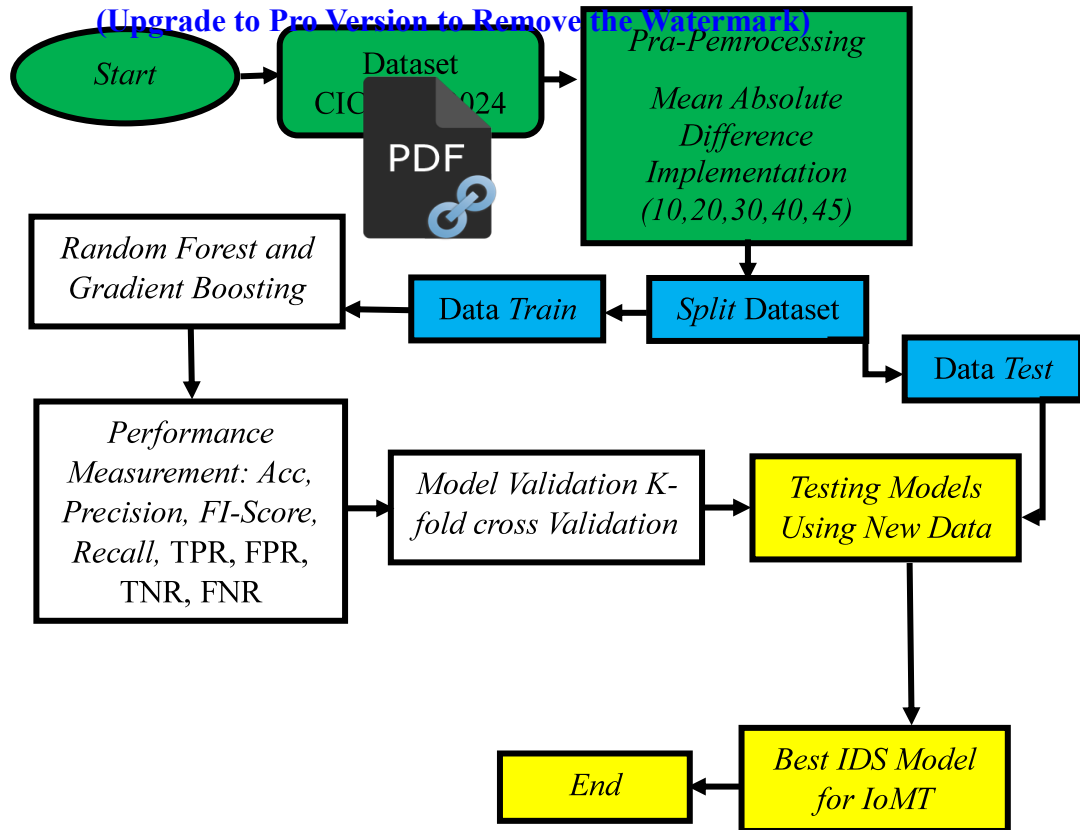 (Upgrade to Pro Version to Remove the Watermark)
Start
Dataset
CIC
024
PDF
Pra-Pemrocessing
Mean Absolute
Difference
Implementation
(10,20,30,40,45)
Random Forest and
Gradient Boosting
Data Train
Split Dataset
Data Test
Performance
Measurement: Acc,
Precision, FI-Score,
Recall, TPR, FPR,
TNR, FNR
Model Validation K-
fold cross Validation
Testing Models
Using New Data
Best IDS Model
for IoMT
End